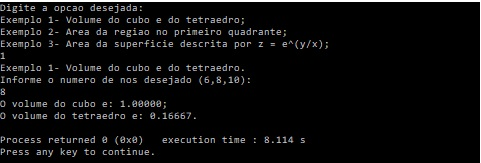 Digite a opcao desejada:
Exemplo 1- Volume do cubo e do tetraedro;
Exemplo 2- Area da regiao no primeiro quadrante;
Exemplo 3- Area da superficie descrita por z = e^(y/x);
1
Exemplo 1- Volume do cubo e do tetraedro.
Informe o numero de nos desejado (6,8,10):
8
O volume do cubo e: 1.00000;
O volume do tetraedro e: 0.16667.
Process returned 0 (0x0)   execution time : 8.114 s
Press any key to continue.